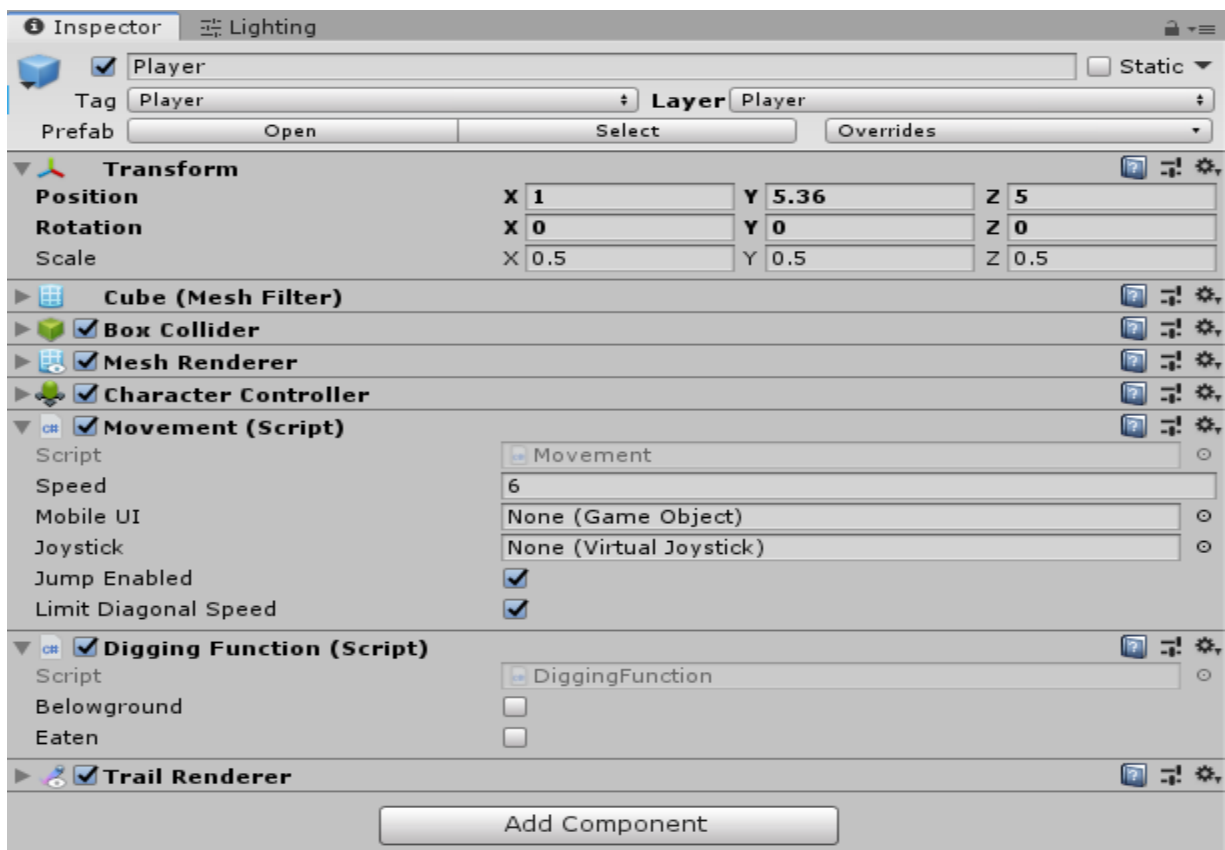 Inspector Lighting
Player Static
Tag Player Layer Player
Prefab Open Select Overrides
Transform
Position X 1 Y 5.36 Z 5
Rotation X 0 Y 0 Z 0
Scale X 0.5 Y 0.5 Z 0.5
Cube (Mesh Filter)
Box Collider
Mesh Renderer
Character Controller
c# Movement (Script)
Script Movement
Speed 6
Mobile UI None (Game Object)
Joystick None (Virtual Joystick)
Jump Enabled
Limit Diagonal Speed
c# Digging Function (Script)
Script DiggingFunction
Belowground
Eaten
Trail Renderer
Add Component